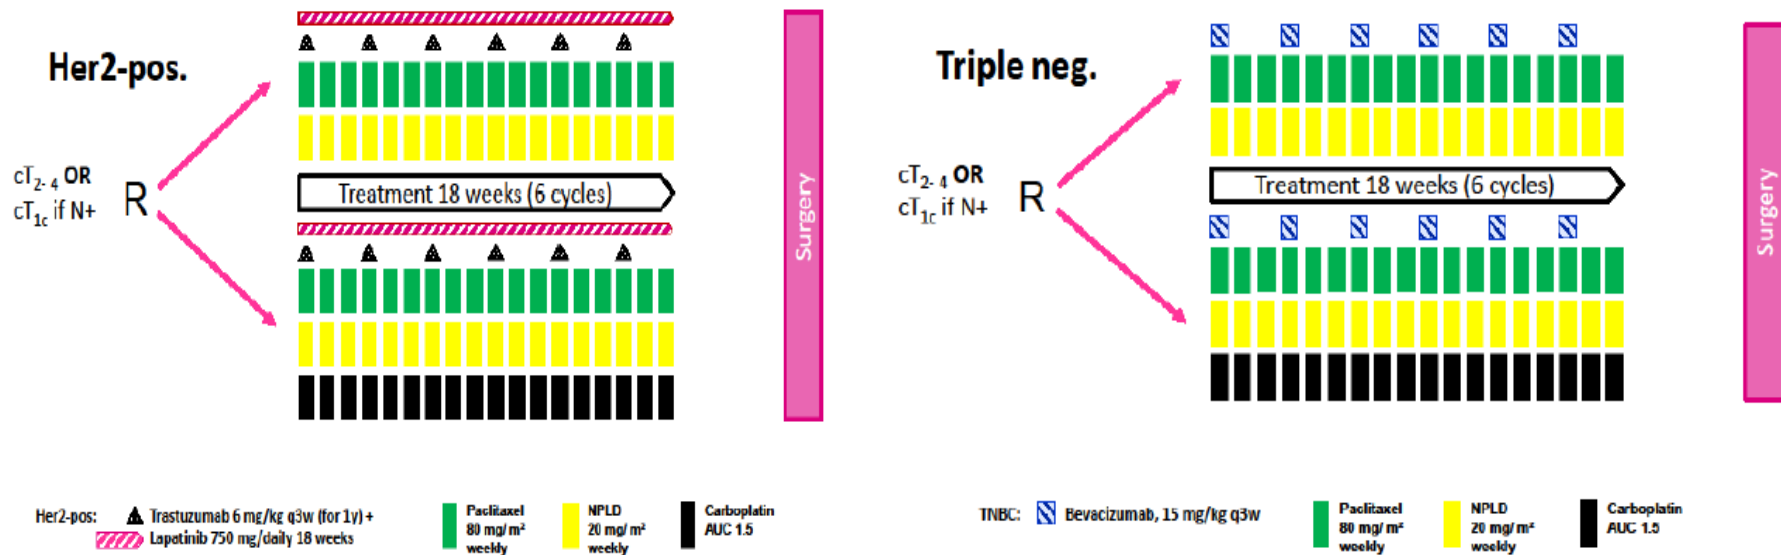 Her2-pos.
cT2-4 OR
cT1c if N+
R
Treatment 18 weeks (6 cycles)
Surgery
Triple neg.
cT2-4 OR
cT1c if N+
R
Treatment 18 weeks (6 cycles)
Surgery
Her2-pos: Trastuzumab 6 mg/kg q3w (for 1y) +
Lapatinib 750 mg/daily 18 weeks
Paclitaxel
80 mg/ m²
weekly
NPLD
20 mg/ m²
weekly
Carboplatin
AUC 1.5
TNBC: Bevacizumab, 15 mg/kg q3w
Paclitaxel
80 mg/ m²
weekly
NPLD
20 mg/ m²
weekly
Carboplatin
AUC 1.5